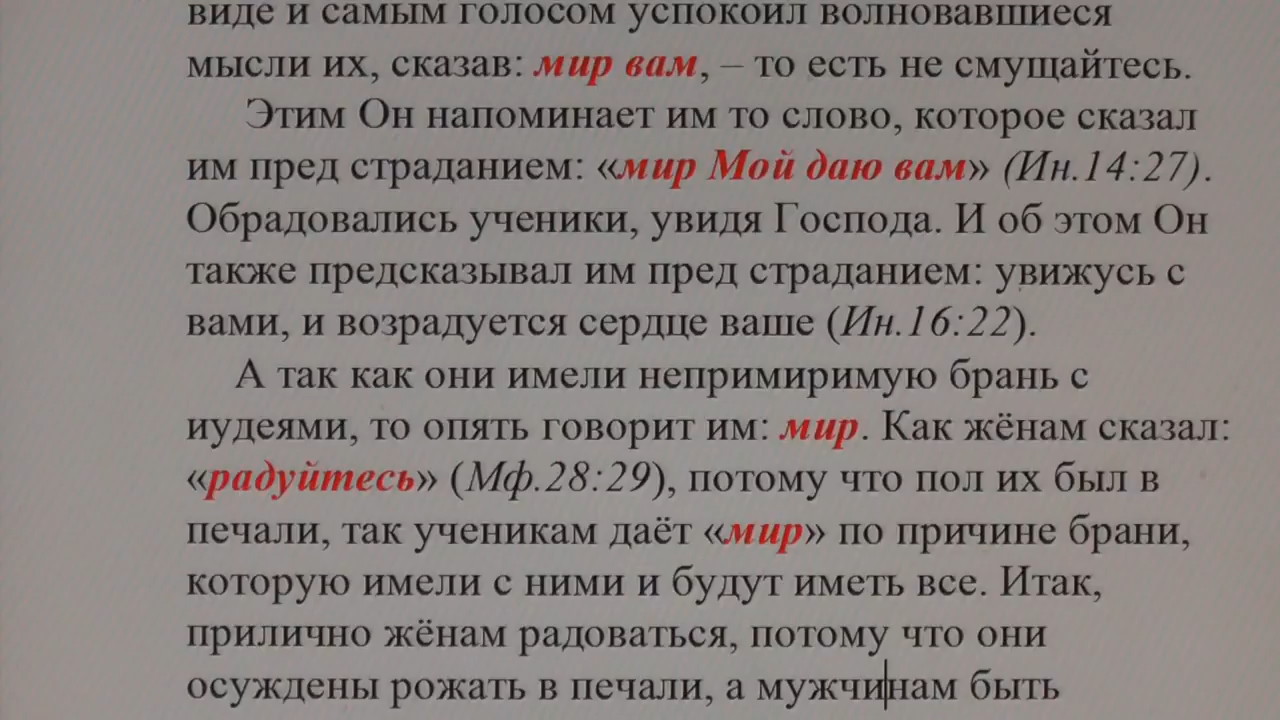 виде и самым голосом успокоил волновавшиеся
мысли их, сказав: мир вам, – то есть не смущайтесь.
Этим Он напоминает им то слово, которое сказал
им пред страданием: «мир Мой даю вам» (Ин.14:27).
Обрадовались ученики, увидя Господа. И об этом Он
также предсказывал им пред страданием: увижусь с
вами, и возрадуется сердце ваше (Ин.16:22).
А так как они имели непримиримую брань с
иудеями, то опять говорит им: мир. Как жёнам сказал:
«радуйтесь» (Мф.28:29), потому что пол их был в
печали, так ученикам даёт «мир» по причине брани,
которую имели с ними и будут иметь все. Итак,
прилично жёнам радоваться, потому что они
осуждены рожать в печали, а мужчинам быть